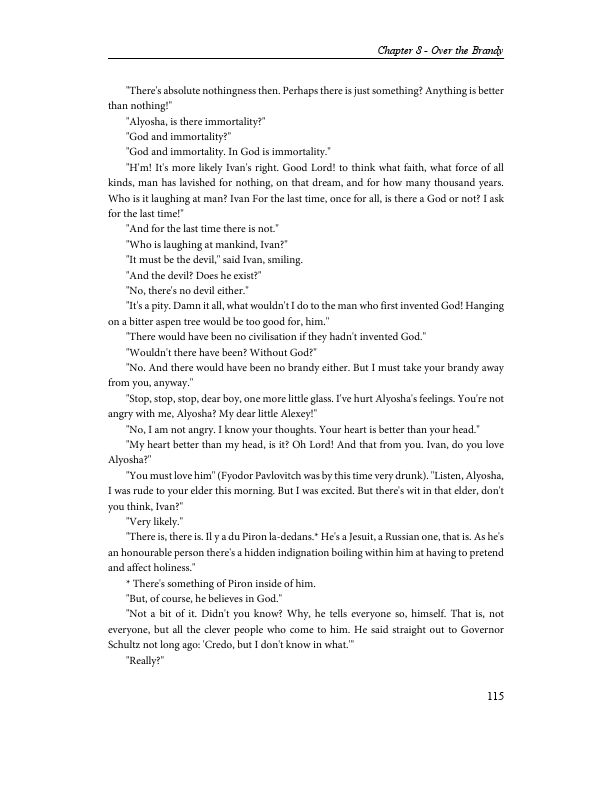 Chapter 8 - Over the Brandy
"There's absolute nothingness then. Perhaps there is just something? Anything is better
than nothing!"
"Alyosha, is there immortality?"
"God and immortality?"
"God and immortality. In God is immortality."
"H'm! It's more likely Ivan's right. Good Lord! to think what faith, what force of all
kinds, man has lavished for nothing, on that dream, and for how many thousand years.
Who is it laughing at man? Ivan For the last time, once for all, is there a God or not? I ask
for the last time!"
"And for the last time there is not."
"Who is laughing at mankind, Ivan?"
"It must be the devil," said Ivan, smiling.
"And the devil? Does he exist?"
"No, there's no devil either."
"It's a pity. Damn it all, what wouldn't I do to the man who first invented God! Hanging
on a bitter aspen tree would be too good for, him."
"There would have been no civilisation if they hadn't invented God."
"Wouldn't there have been? Without God?"
"No. And there would have been no brandy either. But I must take your brandy away
from you, anyway."
"Stop, stop, stop, dear boy, one more little glass. I've hurt Alyosha's feelings. You're not
angry with me, Alyosha? My dear little Alexey!"
"No, I am not angry. I know your thoughts. Your heart is better than your head."
"My heart better than my head, is it? Oh Lord! And that from you. Ivan, do you love
Alyosha?"
"You must love him" (Fyodor Pavlovitch was by this time very drunk). "Listen, Alyosha,
I was rude to your elder this morning. But I was excited. But there's wit in that elder, don't
you think, Ivan?"
"Very likely."
"There is, there is. Il y a du Piron la-dedans.* He's a Jesuit, a Russian one, that is. As he's
an honourable person there's a hidden indignation boiling within him at having to pretend
and affect holiness."
* There's something of Piron inside of him.
"But, of course, he believes in God."
"Not a bit of it. Didn't you know? Why, he tells everyone so, himself. That is, not
everyone, but all the clever people who come to him. He said straight out to Governor
Schultz not long ago: 'Credo, but I don't know in what.'"
"Really?"
115